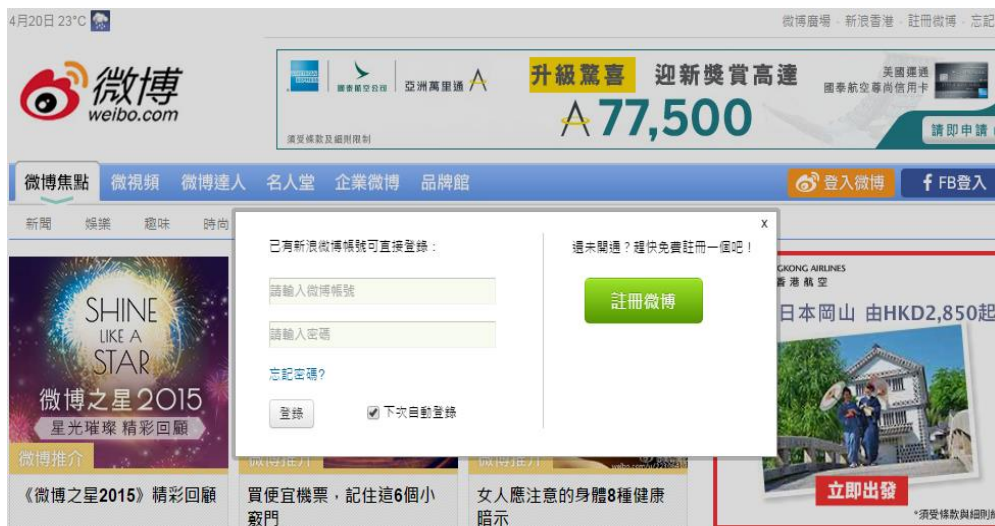 4月20日 23°C
微博廣場 - 新浪香港 - 註冊微博 - 忘記
微博
weibo.com
國泰航空公司
亞洲萬里通
升級驚喜 迎新獎賞高達
77,500
美國運通
國泰航空尊尚信用卡
請即申請
須受條款及細則限制
微博焦點 微視頻 微博達人 名人堂 企業微博 品牌館
登入微博
FB登入
新聞 娛樂 趣味 時尚
x
已有新浪微博帳號可直接登錄：
請輸入微博帳號
請輸入密碼
忘記密碼?
登錄
下次自動登錄
還未開通？趕快免費註冊一個吧！
註冊微博
SHINE
LIKE A
STAR
微博之星2015
星光璀璨 精彩回顧
微博推介
微博推介
微博推介
《微博之星2015》精彩回顧
買便宜機票，記住這6個小
竅門
女人應注意的身體8種健康
暗示
GKONG AIRLINES
香港航空
日本岡山 由HKD2,850起
立即出發
*須受條款與細則